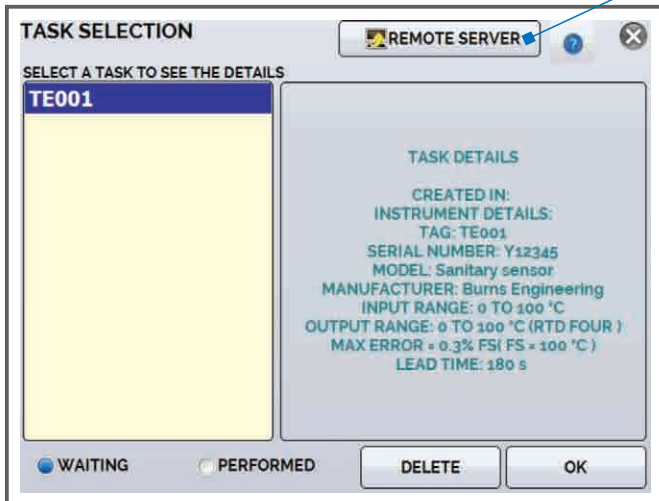 TASK SELECTION
REMOTE SERVER
?
SELECT A TASK TO SEE THE DETAILS
TE001
TASK DETAILS
CREATED IN:
INSTRUMENT DETAILS:
TAG: TE001
SERIAL NUMBER: Y12345
MODEL: Sanitary sensor
MANUFACTURER: Burns Engineering
INPUT RANGE: 0 TO 100 °C
OUTPUT RANGE: 0 TO 100 °C (RTD FOUR )
MAX ERROR = 0.3% FS( FS = 100 °C )
LEAD TIME: 180 s
WAITING
PERFORMED
DELETE
OK